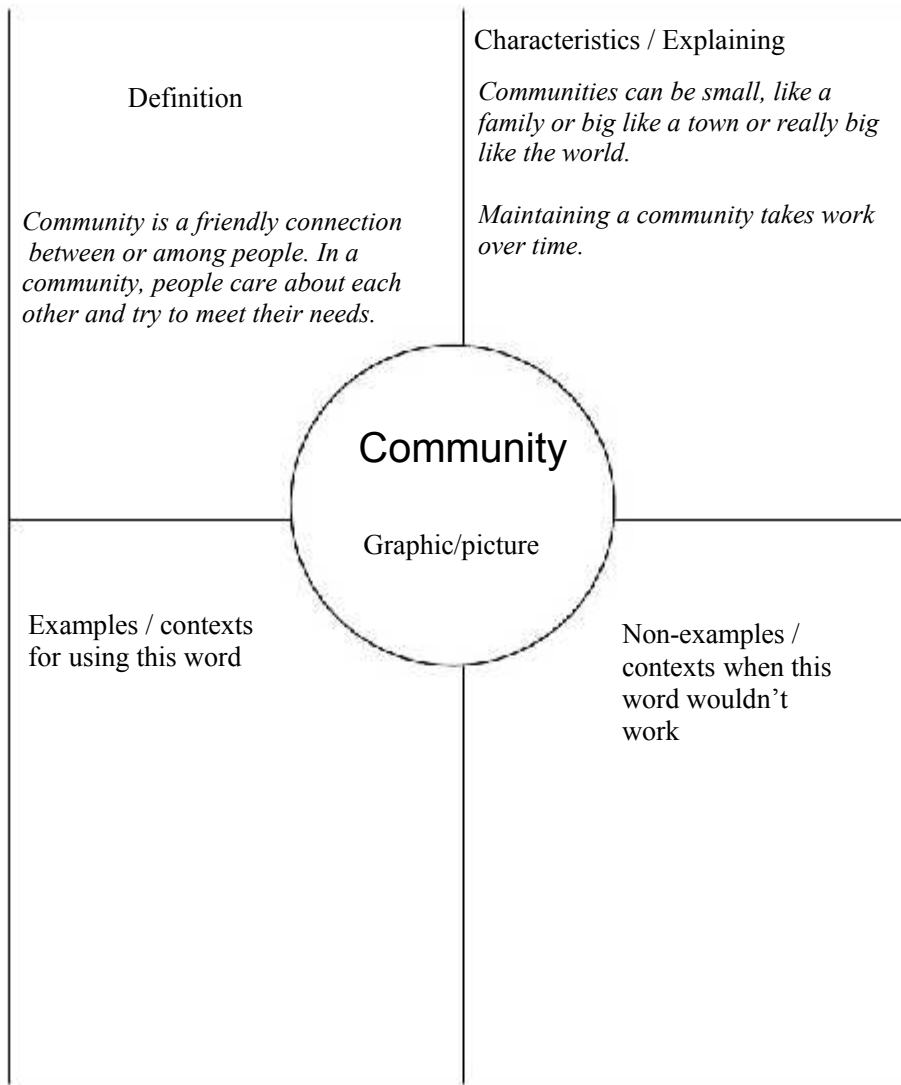 Definition
Community is a friendly connection
between or among people. In a
community, people care about each
other and try to meet their needs.
Characteristics / Explaining
Communities can be small, like a
family or big like a town or really big
like the world.
Maintaining a community takes work
over time.
Community
Graphic/picture
Examples / contexts
for using this word
Non-examples /
contexts when this
word wouldn’t
work